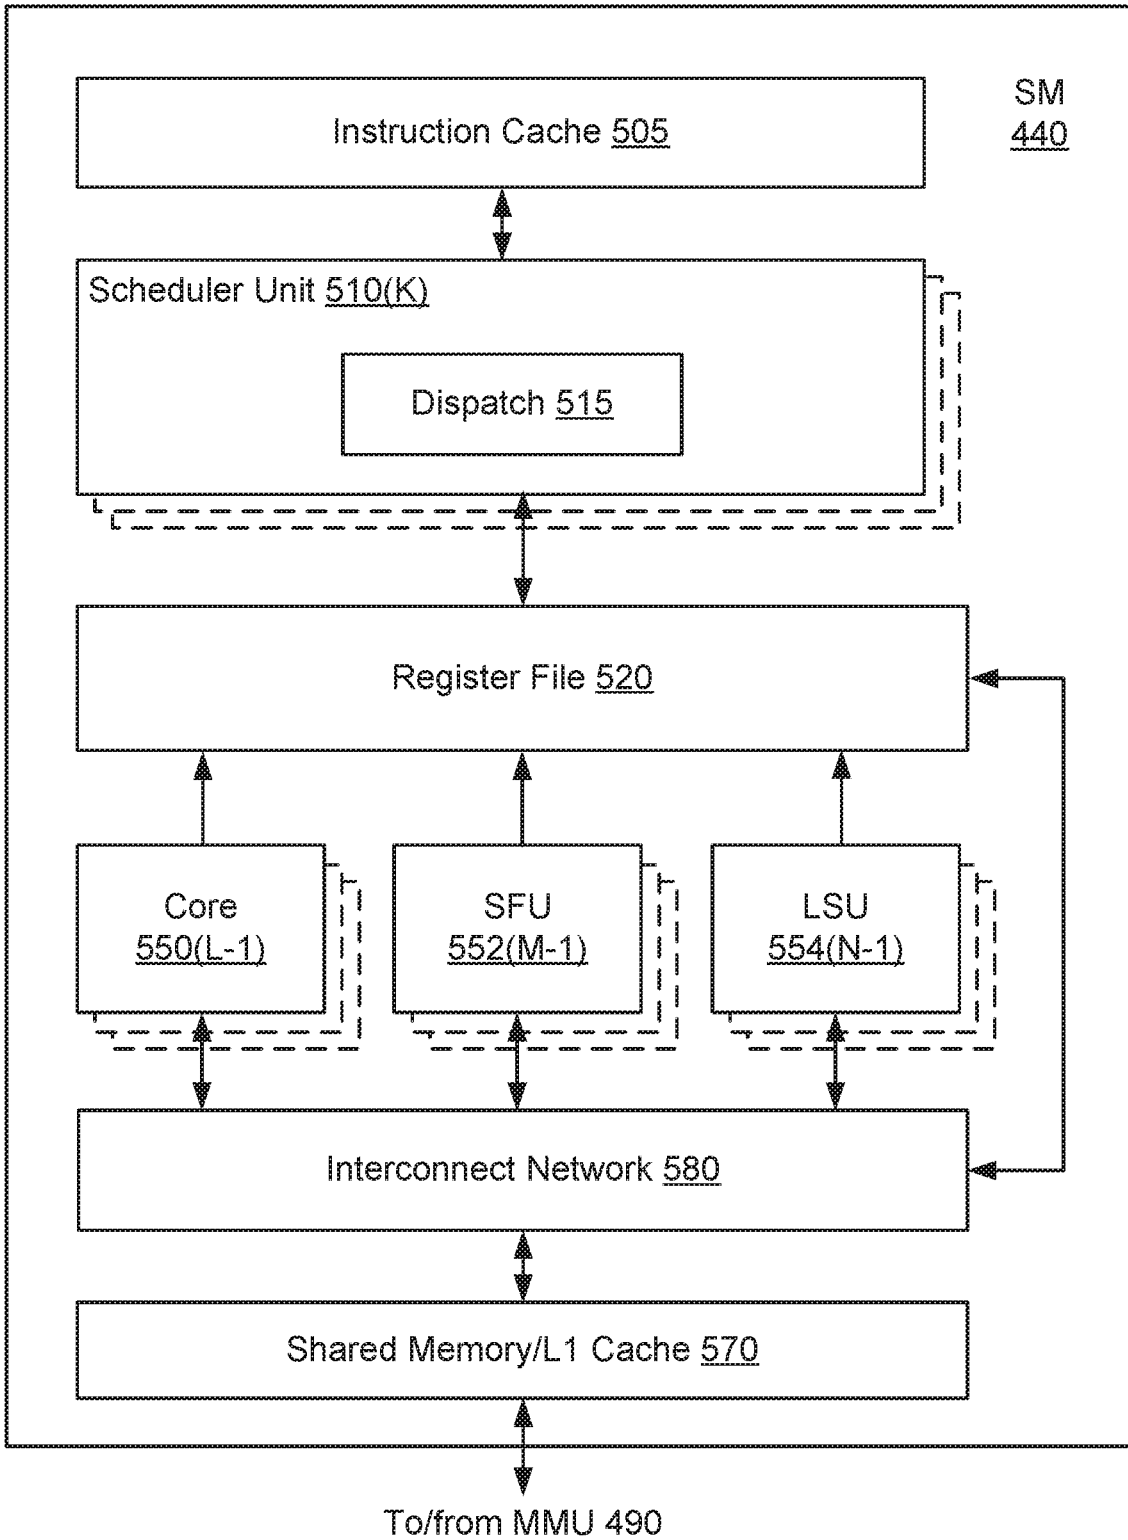 SM
440
Instruction Cache 505
Scheduler Unit 510(K)
Dispatch 515
Register File 520
Core
550(L-1)
SFU
552(M-1)
LSU
554(N-1)
Interconnect Network 580
Shared Memory/L1 Cache 570
To/from MMU 490